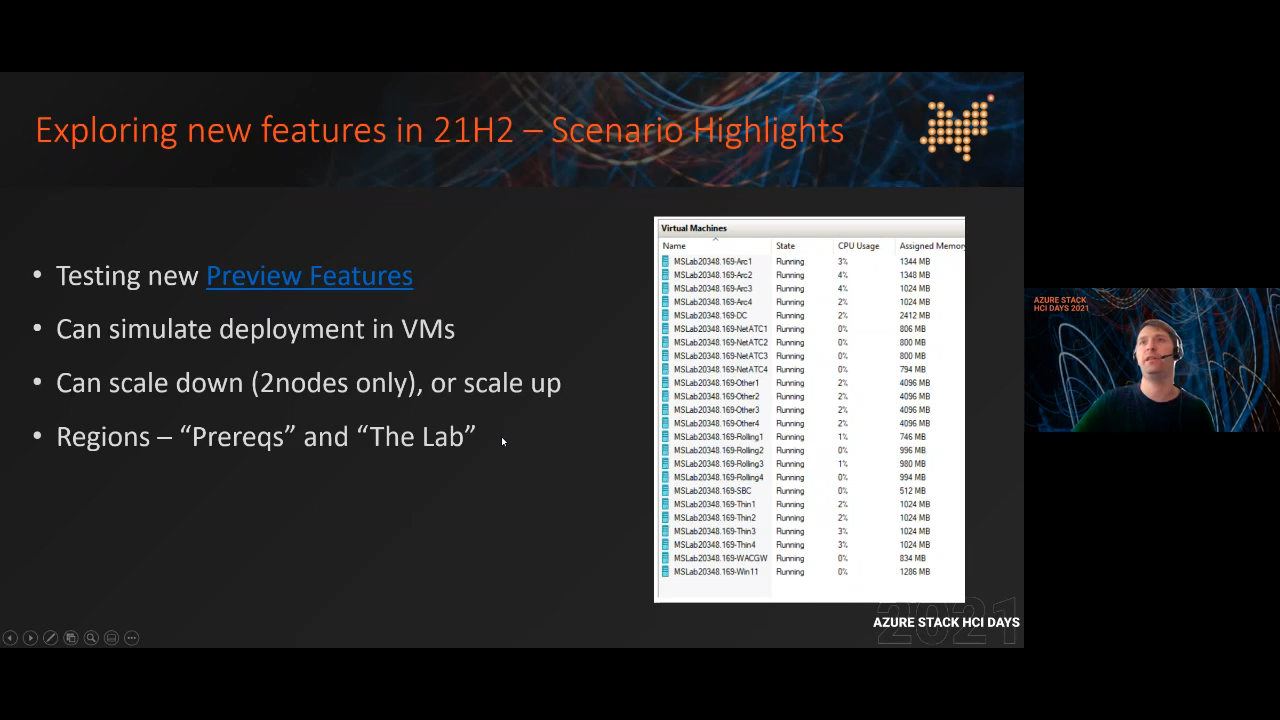 Exploring new features in 21H2 – Scenario Highlights
• Testing new Preview Features
• Can simulate deployment in VMs
• Can scale down (2nodes only), or scale up
• Regions – “Prereqs” and “The Lab”
Virtual Machines
Name State CPU Usage Assigned Memory
MSLab20348.169-Arc1 Running 3% 1344 MB
MSLab20348.169-Arc2 Running 4% 1348 MB
MSLab20348.169-Arc3 Running 4% 1024 MB
MSLab20348.169-Arc4 Running 2% 1024 MB
MSLab20348.169-DC Running 2% 2412 MB
MSLab20348.169-NetATC1 Running 0% 806 MB
MSLab20348.169-NetATC2 Running 0% 800 MB
MSLab20348.169-NetATC3 Running 0% 800 MB
MSLab20348.169-NetATC4 Running 0% 794 MB
MSLab20348.169-Other1 Running 2% 4096 MB
MSLab20348.169-Other2 Running 2% 4096 MB
MSLab20348.169-Other3 Running 2% 4096 MB
MSLab20348.169-Other4 Running 2% 4096 MB
MSLab20348.169-Rolling1 Running 1% 746 MB
MSLab20348.169-Rolling2 Running 0% 996 MB
MSLab20348.169-Rolling3 Running 1% 980 MB
MSLab20348.169-Rolling4 Running 0% 994 MB
MSLab20348.169-SBC Running 0% 512 MB
MSLab20348.169-Thin1 Running 2% 1024 MB
MSLab20348.169-Thin2 Running 2% 1024 MB
MSLab20348.169-Thin3 Running 3% 1024 MB
MSLab20348.169-Thin4 Running 3% 1024 MB
MSLab20348.169-WACGW Running 0% 834 MB
MSLab20348.169-Win11 Running 0% 1286 MB
2021
AZURE STACK HCI DAYS
AZURE STACK
HCI DAYS 2021